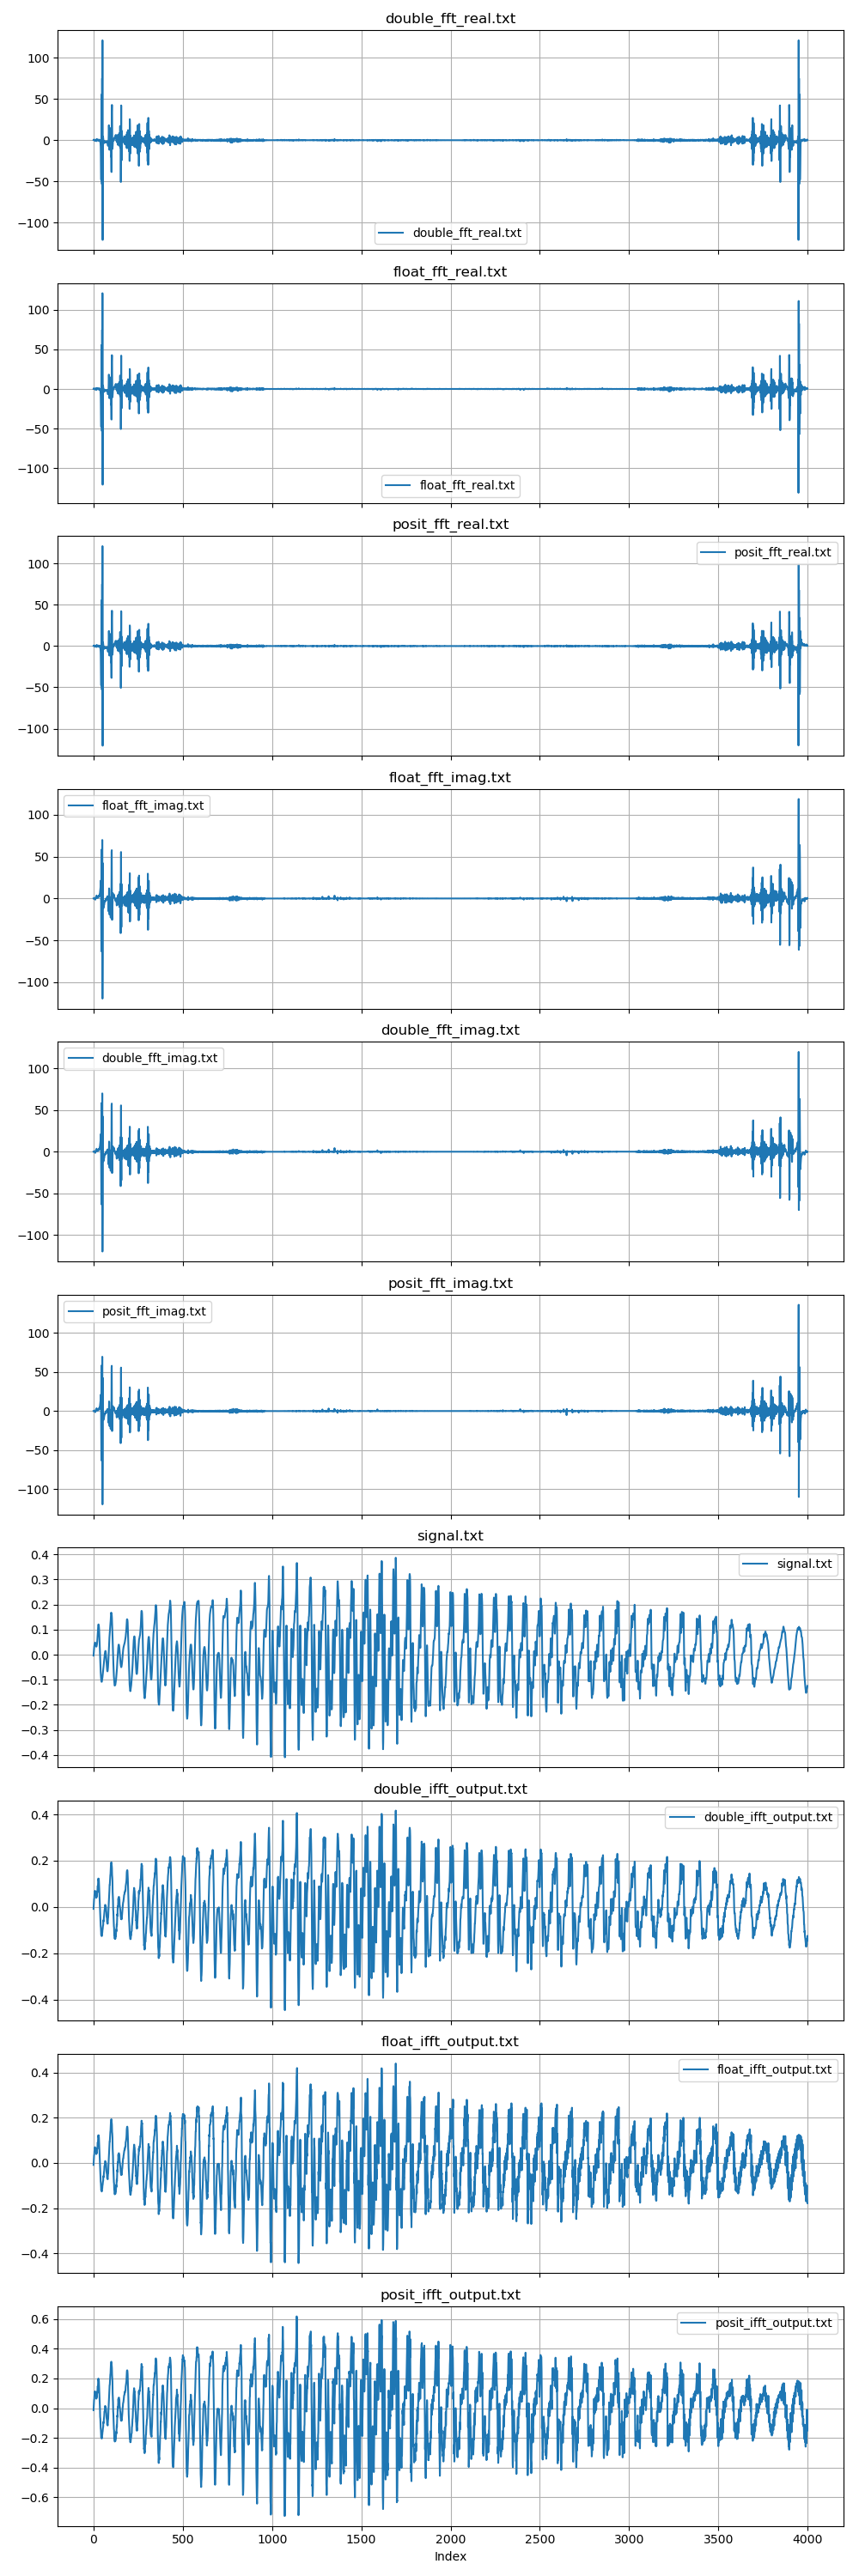 double_fft_real.txt
100
50
0
−50
−100
double_fft_real.txt
float_fft_real.txt
100
50
0
−50
−100
float_fft_real.txt
posit_fft_real.txt
posit_fft_real.txt
100
50
0
−50
−100
float_fft_imag.txt
float_fft_imag.txt
100
50
0
−50
−100
double_fft_imag.txt
double_fft_imag.txt
100
50
0
−50
−100
posit_fft_imag.txt
posit_fft_imag.txt
100
50
0
−50
−100
signal.txt
signal.txt
0.4
0.3
0.2
0.1
0.0
−0.1
−0.2
−0.3
−0.4
double_ifft_output.txt
double_ifft_output.txt
0.4
0.2
0.0
−0.2
−0.4
float_ifft_output.txt
float_ifft_output.txt
0.4
0.2
0.0
−0.2
−0.4
posit_ifft_output.txt
posit_ifft_output.txt
0.6
0.4
0.2
0.0
−0.2
−0.4
−0.6
0 500 1000 1500 2000 2500 3000 3500 4000
Index